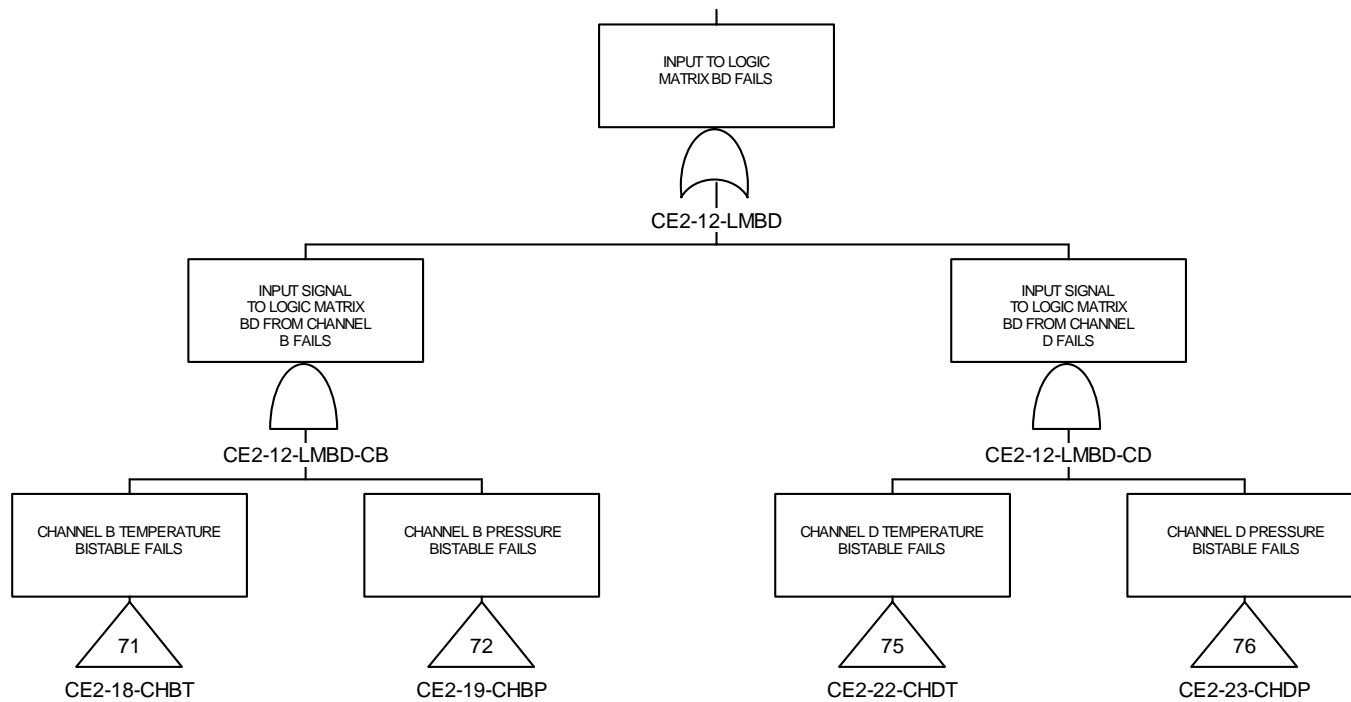 INPUT TO LOGIC
MATRIX BD FAILS
CE2-12-LMBD
INPUT SIGNAL
TO LOGIC MATRIX
BD FROM CHANNEL
B FAILS
CE2-12-LMBD-CB
INPUT SIGNAL
TO LOGIC MATRIX
BD FROM CHANNEL
D FAILS
CE2-12-LMBD-CD
CHANNEL B TEMPERATURE
BISTABLE FAILS
71
CE2-18-CHBT
CHANNEL B PRESSURE
BISTABLE FAILS
72
CE2-19-CHBP
CHANNEL D TEMPERATURE
BISTABLE FAILS
75
CE2-22-CHDT
CHANNEL D PRESSURE
BISTABLE FAILS
76
CE2-23-CHDP